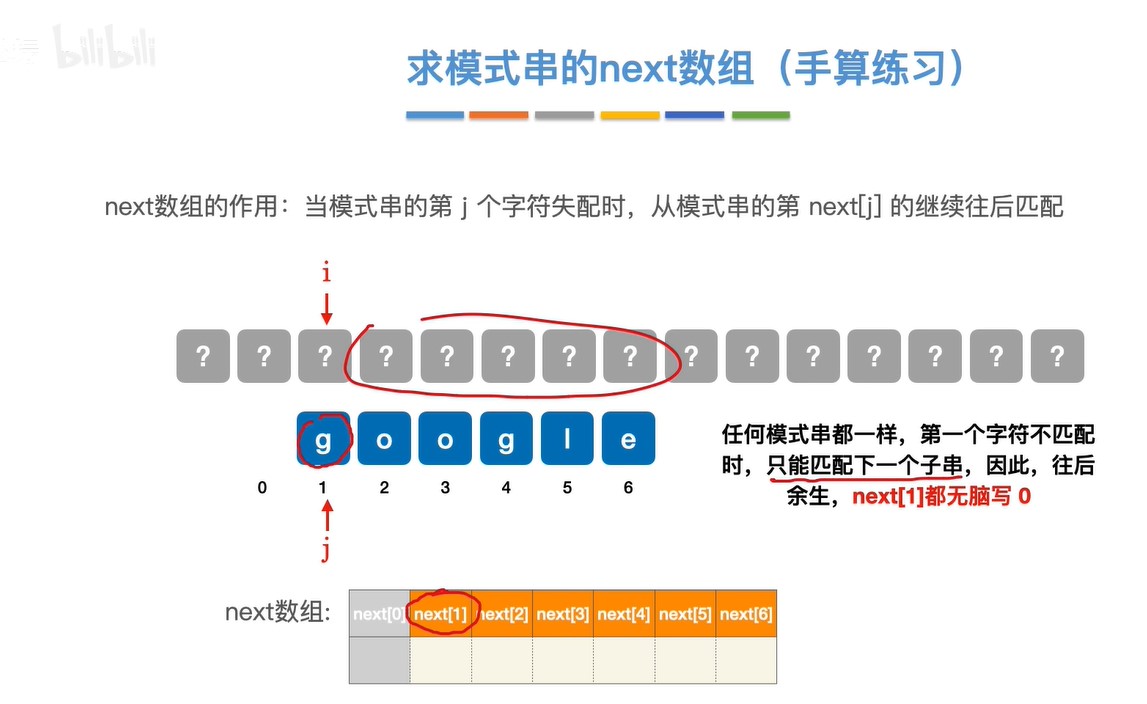 bilibili
求模式串的next数组（手算练习）
next数组的作用：当模式串的第 j 个字符失配时，从模式串的第 next[j] 的继续往后匹配
i
? ? ? ? ? ? ? ? ? ? ? ? ? ? ?
g o o g l e
0 1 2 3 4 5 6
j
任何模式串都一样，第一个字符不匹配
时，只能匹配下一个子串，因此，往后
余生，next[1]都无脑写 0
next数组:
next[0] next[1] next[2] next[3] next[4] next[5] next[6]